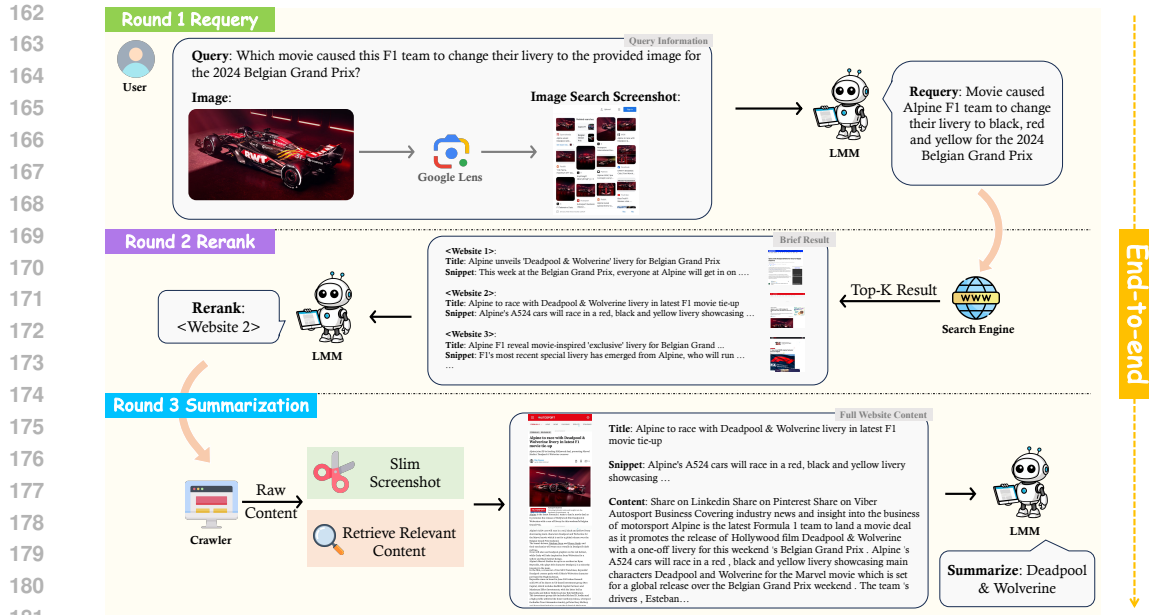 162
163
164
165
166
167
168
169
170
171
172
173
174
175
176
177
178
179
180
Round 1 Requery
User
Query Information
Query: Which movie caused this F1 team to change their livery to the provided image for
the 2024 Belgian Grand Prix?
Image:
Image Search Screenshot:
BWT
Google Lens
LMM
Requery: Movie caused
Alpine F1 team to change
their livery to black, red
and yellow for the 2024
Belgian Grand Prix
Round 2 Rerank
Rerank:
<Website 2>
LMM
Brief Result
<Website 1>:
Title: Alpine unveils 'Deadpool & Wolverine' livery for Belgian Grand Prix
Snippet: This week at the Belgian Grand Prix, everyone at Alpine will get in on ….
<Website 2>:
Title: Alpine to race with Deadpool & Wolverine livery in latest F1 movie tie-up
Snippet: Alpine's A524 cars will race in a red, black and yellow livery showcasing …
<Website 3>:
Title: Alpine F1 reveal movie-inspired 'exclusive' livery for Belgian Grand ...
Snippet: F1's most recent special livery has emerged from Alpine, who will run …
…
Top-K Result
WWW
Search Engine
End-to-end
Round 3 Summarization
Crawler
Raw
Content
Slim
Screenshot
Retrieve Relevant
Content
Full Website Content
AUTOSPORT
Alpine to race with Deadpool &
Wolverine livery in latest F1
movie tie-up
Title: Alpine to race with Deadpool & Wolverine livery in latest F1
movie tie-up
Snippet: Alpine's A524 cars will race in a red, black and yellow livery
showcasing …
Content: Share on Linkedin Share on Pinterest Share on Viber
Autosport Business Covering industry news and insight into the business
of motorsport Alpine is the latest Formula 1 team to land a movie deal
as it promotes the release of Hollywood film Deadpool & Wolverine
with a one-off livery for this weekend 's Belgian Grand Prix . Alpine 's
A524 cars will race in a red , black and yellow livery showcasing main
characters Deadpool and Wolverine for the Marvel movie which is set
for a global release over the Belgian Grand Prix weekend . The team 's
drivers , Esteban…
LMM
Summarize: Deadpool
& Wolverine